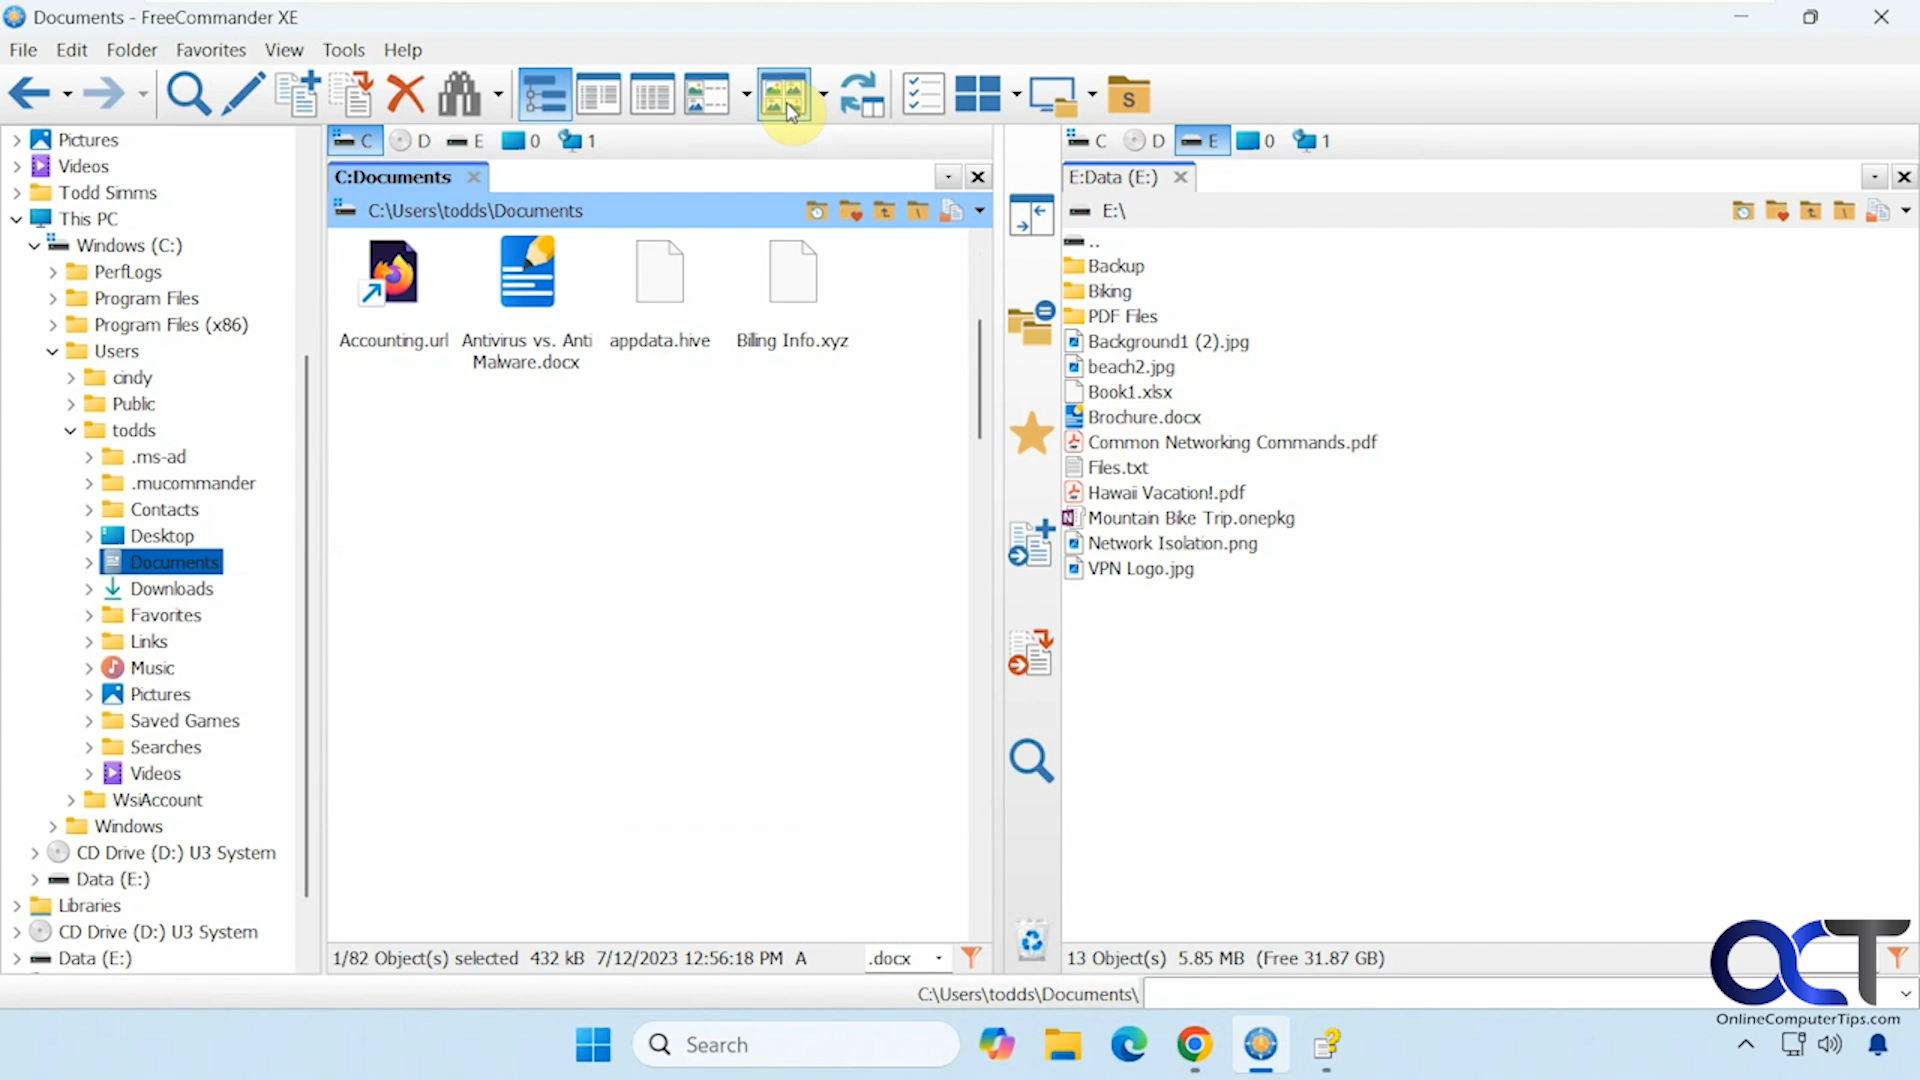 Documents - FreeCommander XE
File Edit Folder Favorites View Tools Help
S
Pictures
Videos
Todd Simms
This PC
Windows (C:)
PerfLogs
Program Files
Program Files (x86)
Users
cindy
Public
todds
.ms-ad
.mucommander
Contacts
Desktop
Documents
Downloads
Favorites
Links
Music
Pictures
Saved Games
Searches
Videos
WsiAccount
Windows
CD Drive (D:) U3 System
Data (E:)
Libraries
CD Drive (D:) U3 System
Data (E:)
C D E 0 1
C:Documents
C:\Users\todds\Documents
Accounting.url
Antivirus vs. Anti
Malware.docx
appdata.hive
Billing Info.xyz
1/82 Object(s) selected 432 kB 7/12/2023 12:56:18 PM A
.docx
C D E 0 1
E:Data (E:)
E:\
..
Backup
Biking
PDF Files
Background1 (2).jpg
beach2.jpg
Book1.xlsx
Brochure.docx
Common Networking Commands.pdf
Files.txt
Hawaii Vacation!.pdf
Mountain Bike Trip.onepkg
Network Isolation.png
VPN Logo.jpg
13 Object(s) 5.85 MB (Free 31.87 GB)
C:\Users\todds\Documents\
OCT
OnlineComputerTips.com
Search